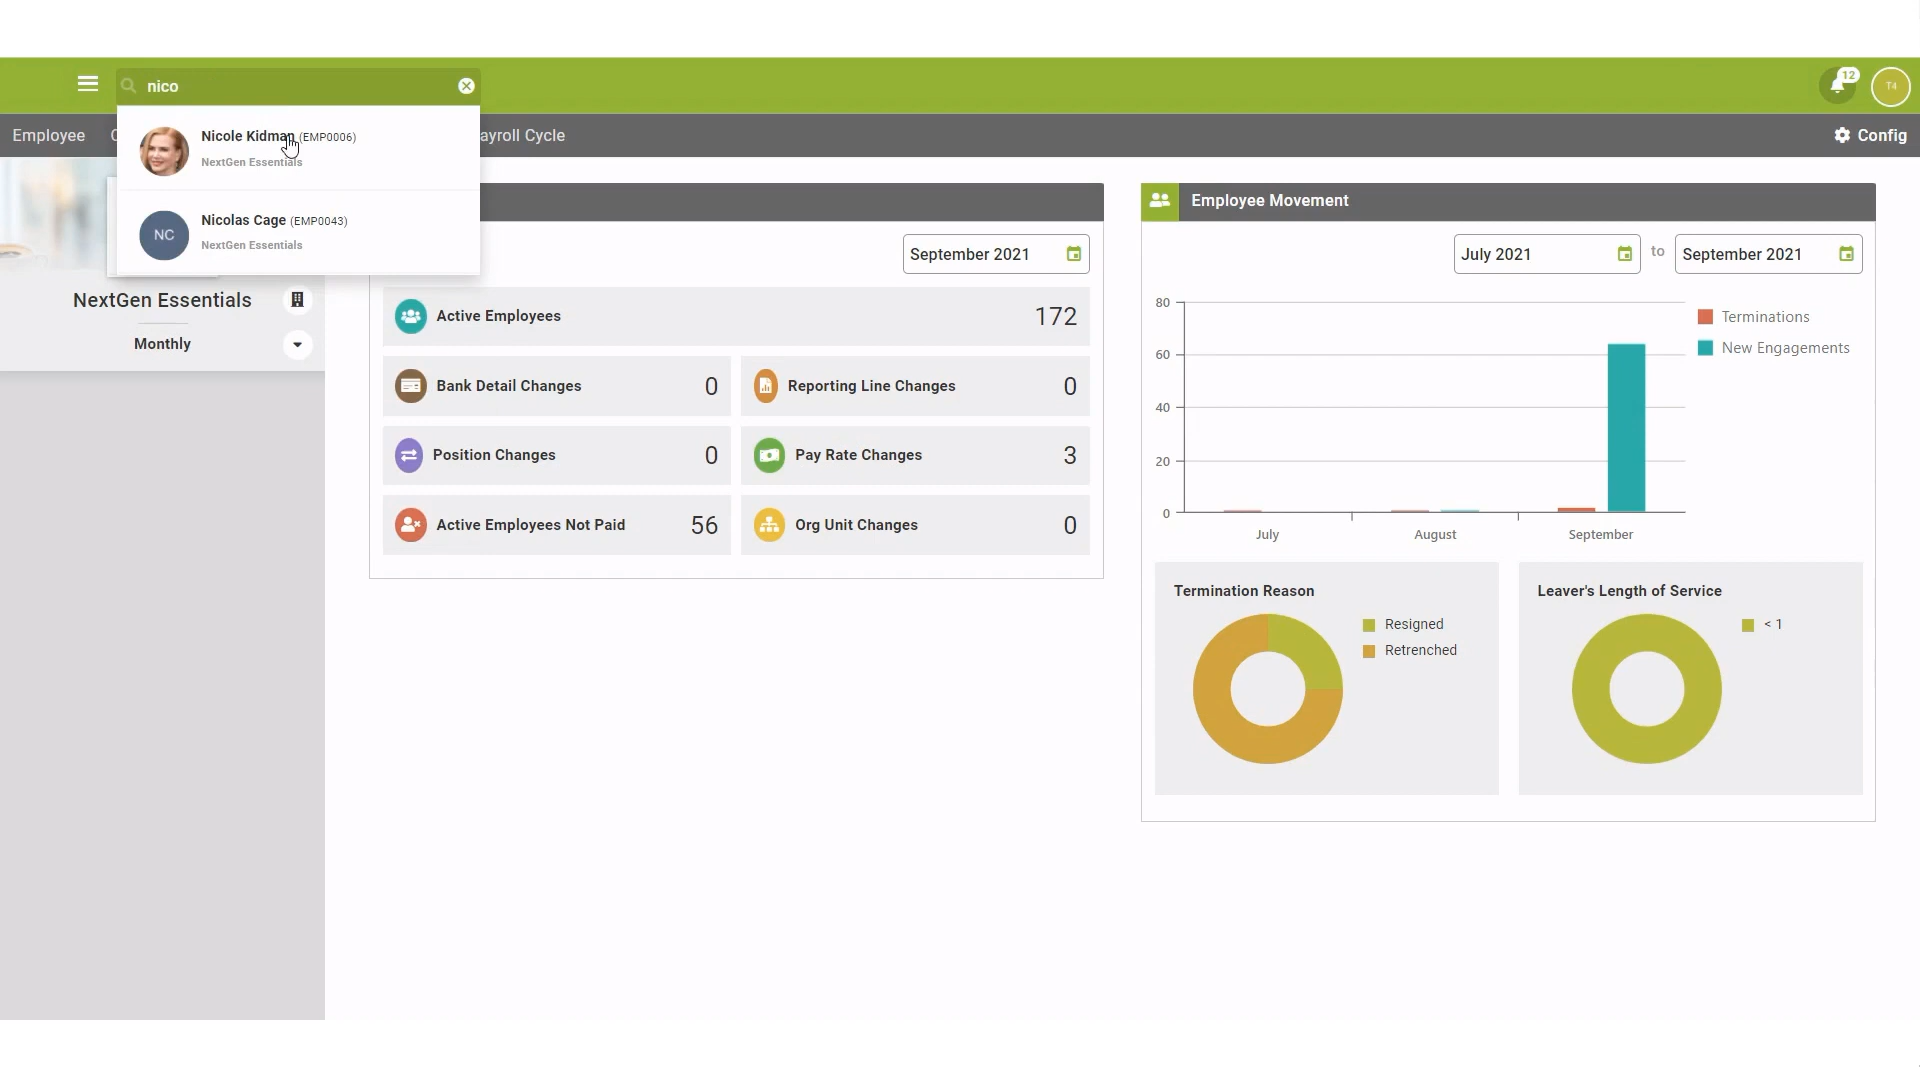 nico
12
T4
Nicole Kidman (EMP0006)
NextGen Essentials
NC
Nicolas Cage (EMP0043)
NextGen Essentials
Employee
ayroll Cycle
Config
NextGen Essentials
Monthly
September 2021
Active Employees 172
Bank Detail Changes 0
Reporting Line Changes 0
Position Changes 0
Pay Rate Changes 3
Active Employees Not Paid 56
Org Unit Changes 0
Employee Movement
July 2021 to September 2021
80
60
40
20
0
July August September
Terminations
New Engagements
Termination Reason
Resigned
Retrenched
Leaver's Length of Service
< 1